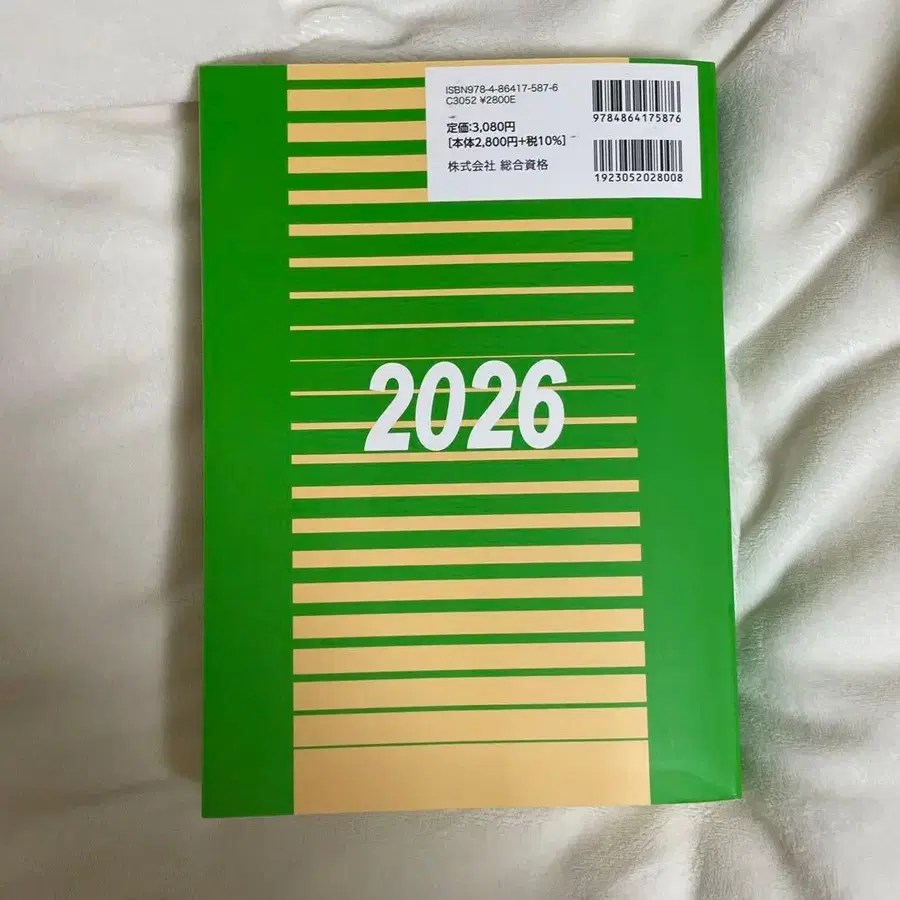 ISBN978-4-86417-587-6
C3052 ¥2800E
定価:3,080円
[本体2,800円+税10%]
株式会社 総合資格
9784864175876
1923052028008
2026